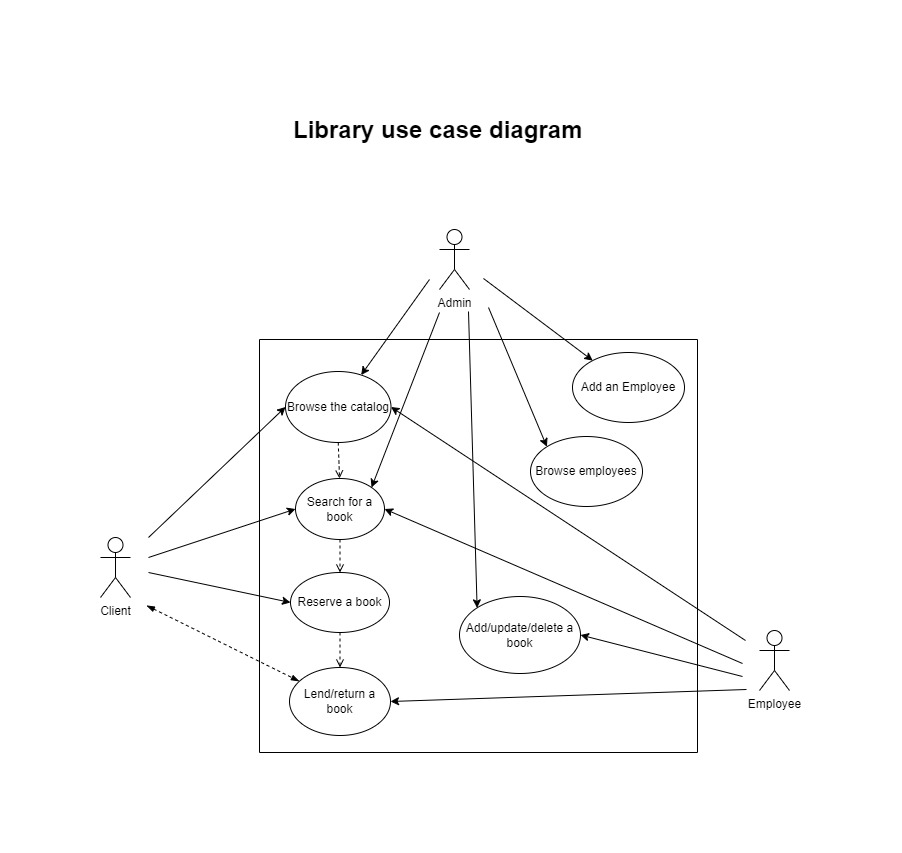 Library use case diagram
Admin
Add an Employee
Browse the catalog
Browse employees
Search for a
book
Client
Reserve a book
Add/update/delete a
book
Lend/return a
book
Employee